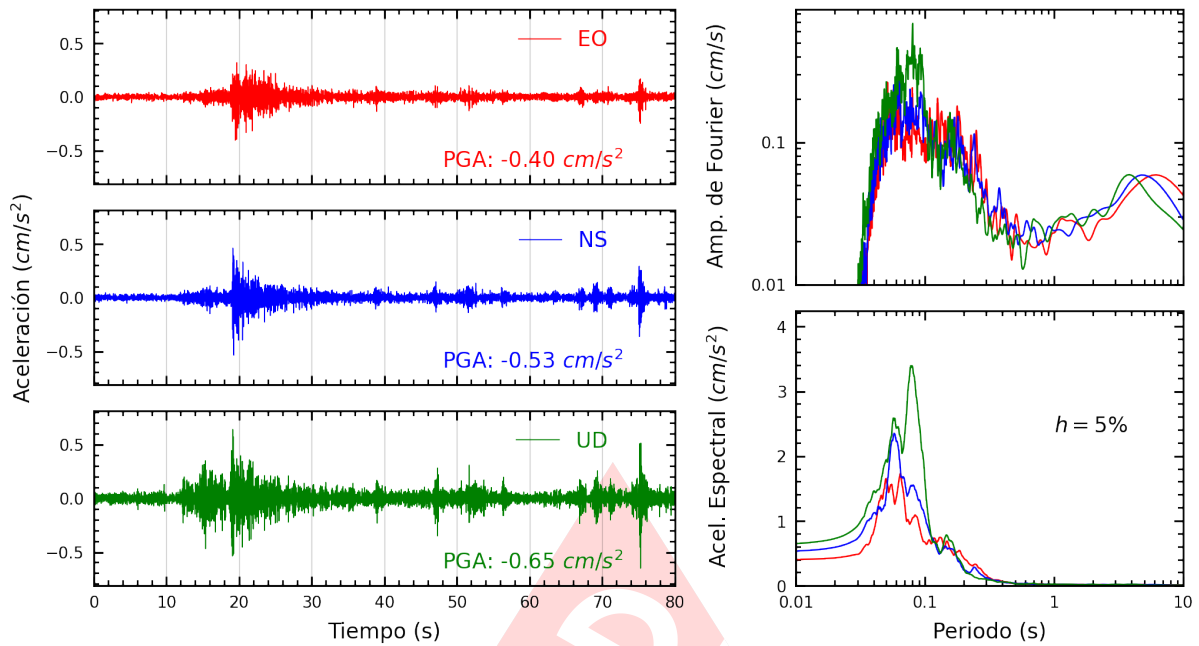 Aceleración (cm/s²)
0.5
0.0
−0.5
EO
PGA: -0.40 cm/s²
0.5
0.0
−0.5
NS
PGA: -0.53 cm/s²
0.5
0.0
−0.5
UD
PGA: -0.65 cm/s²
0 10 20 30 40 50 60 70 80
Tiempo (s)
Amp. de Fourier (cm/s)
0.1
0.01
Acel. Espectral (cm/s²)
4
3
2
1
0
h = 5%
0.01 0.1 1 10
Periodo (s)